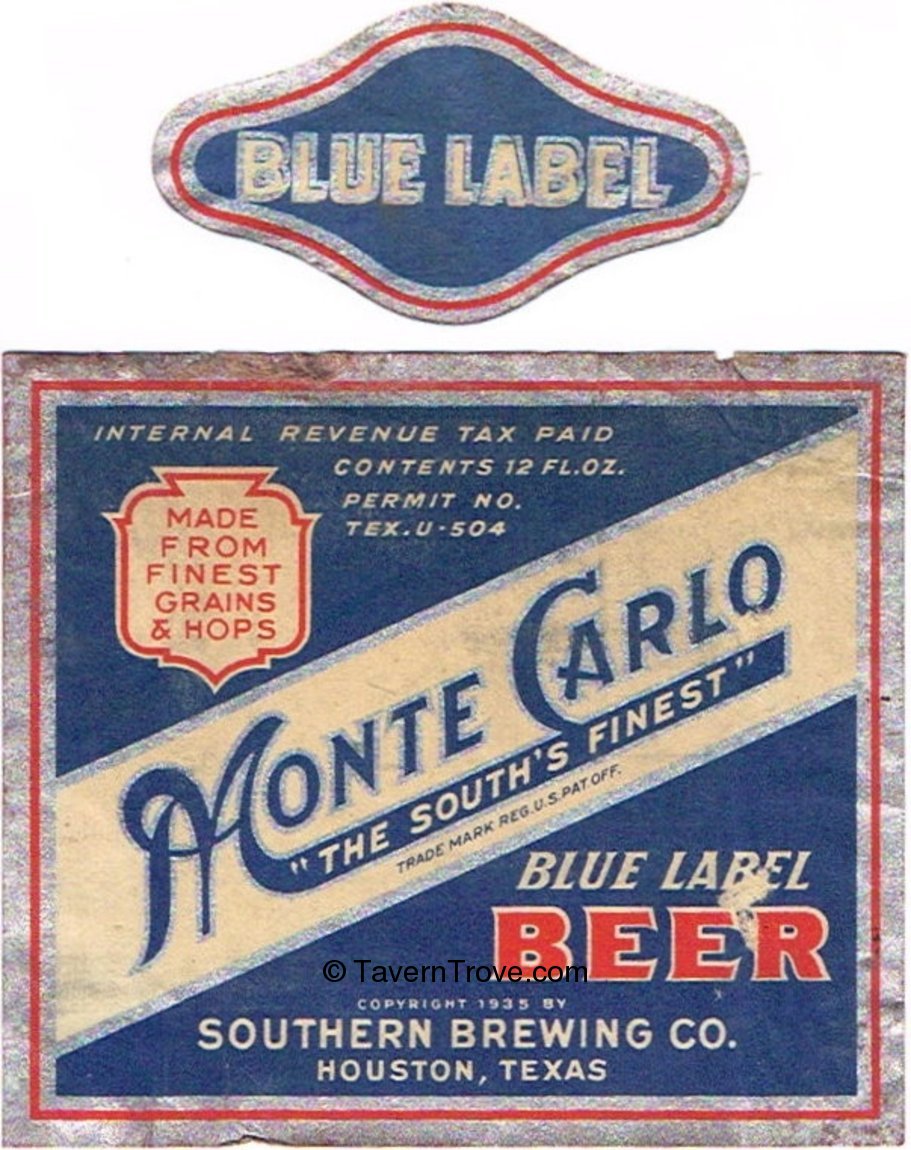 BLUE LABEL
INTERNAL REVENUE TAX PAID
CONTENTS 12 FL.OZ.
PERMIT NO.
TEX.U-504
MADE
FROM
FINEST
GRAINS
& HOPS
MONTE CARLO
"THE SOUTH'S FINEST"
TRADE MARK REG.U.S.PAT.OFF.
BLUE LABEL
BEER
© TavernTrove.com
COPYRIGHT 1935 BY
SOUTHERN BREWING CO.
HOUSTON, TEXAS